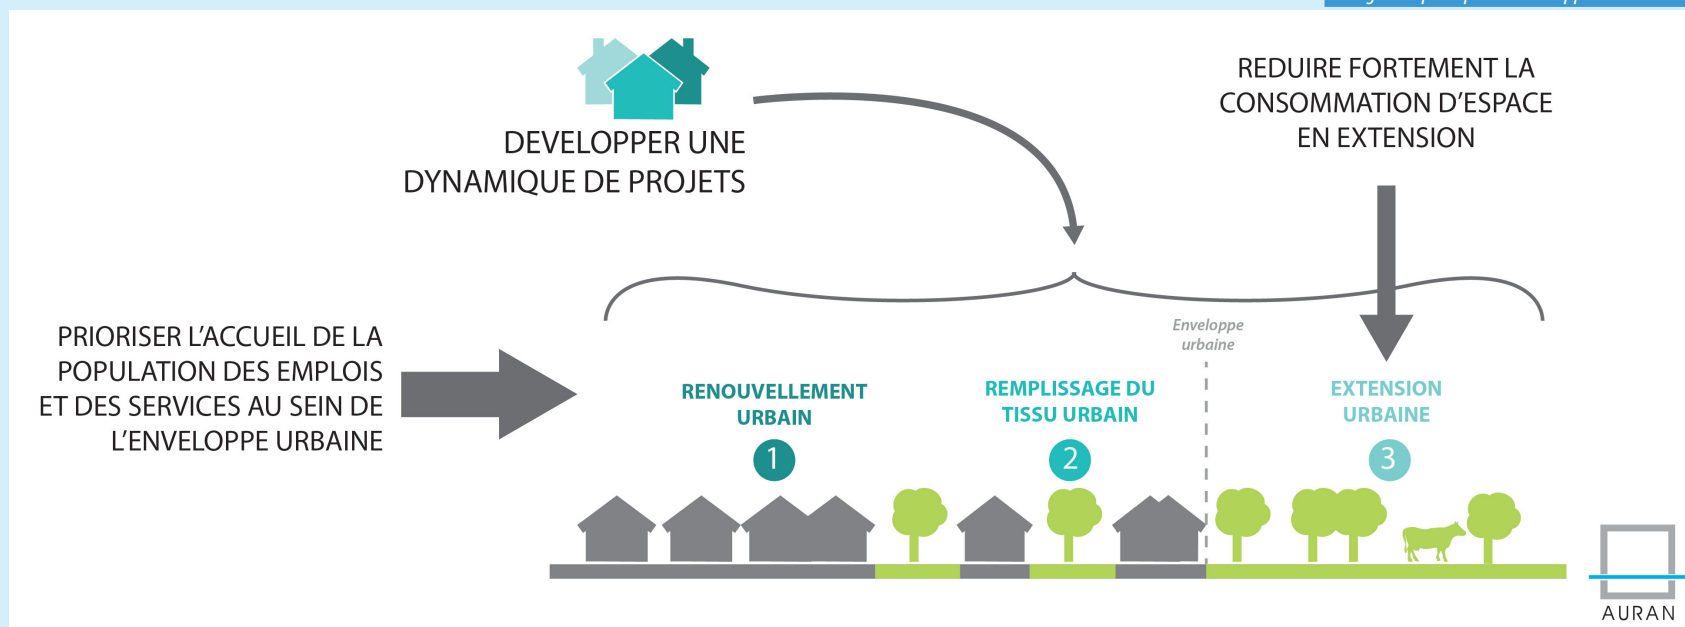 DEVELOPPER UNE
DYNAMIQUE DE PROJETS
REDUIRE FORTEMENT LA
CONSOMMATION D’ESPACE
EN EXTENSION
PRIORISER L’ACCUEIL DE LA
POPULATION DES EMPLOIS
ET DES SERVICES AU SEIN DE
L’ENVELOPPE URBAINE
Enveloppe
urbaine
RENOUVELLEMENT
URBAIN
1
REMPLISSAGE DU
TISSU URBAIN
2
EXTENSION
URBAINE
3
AURAN